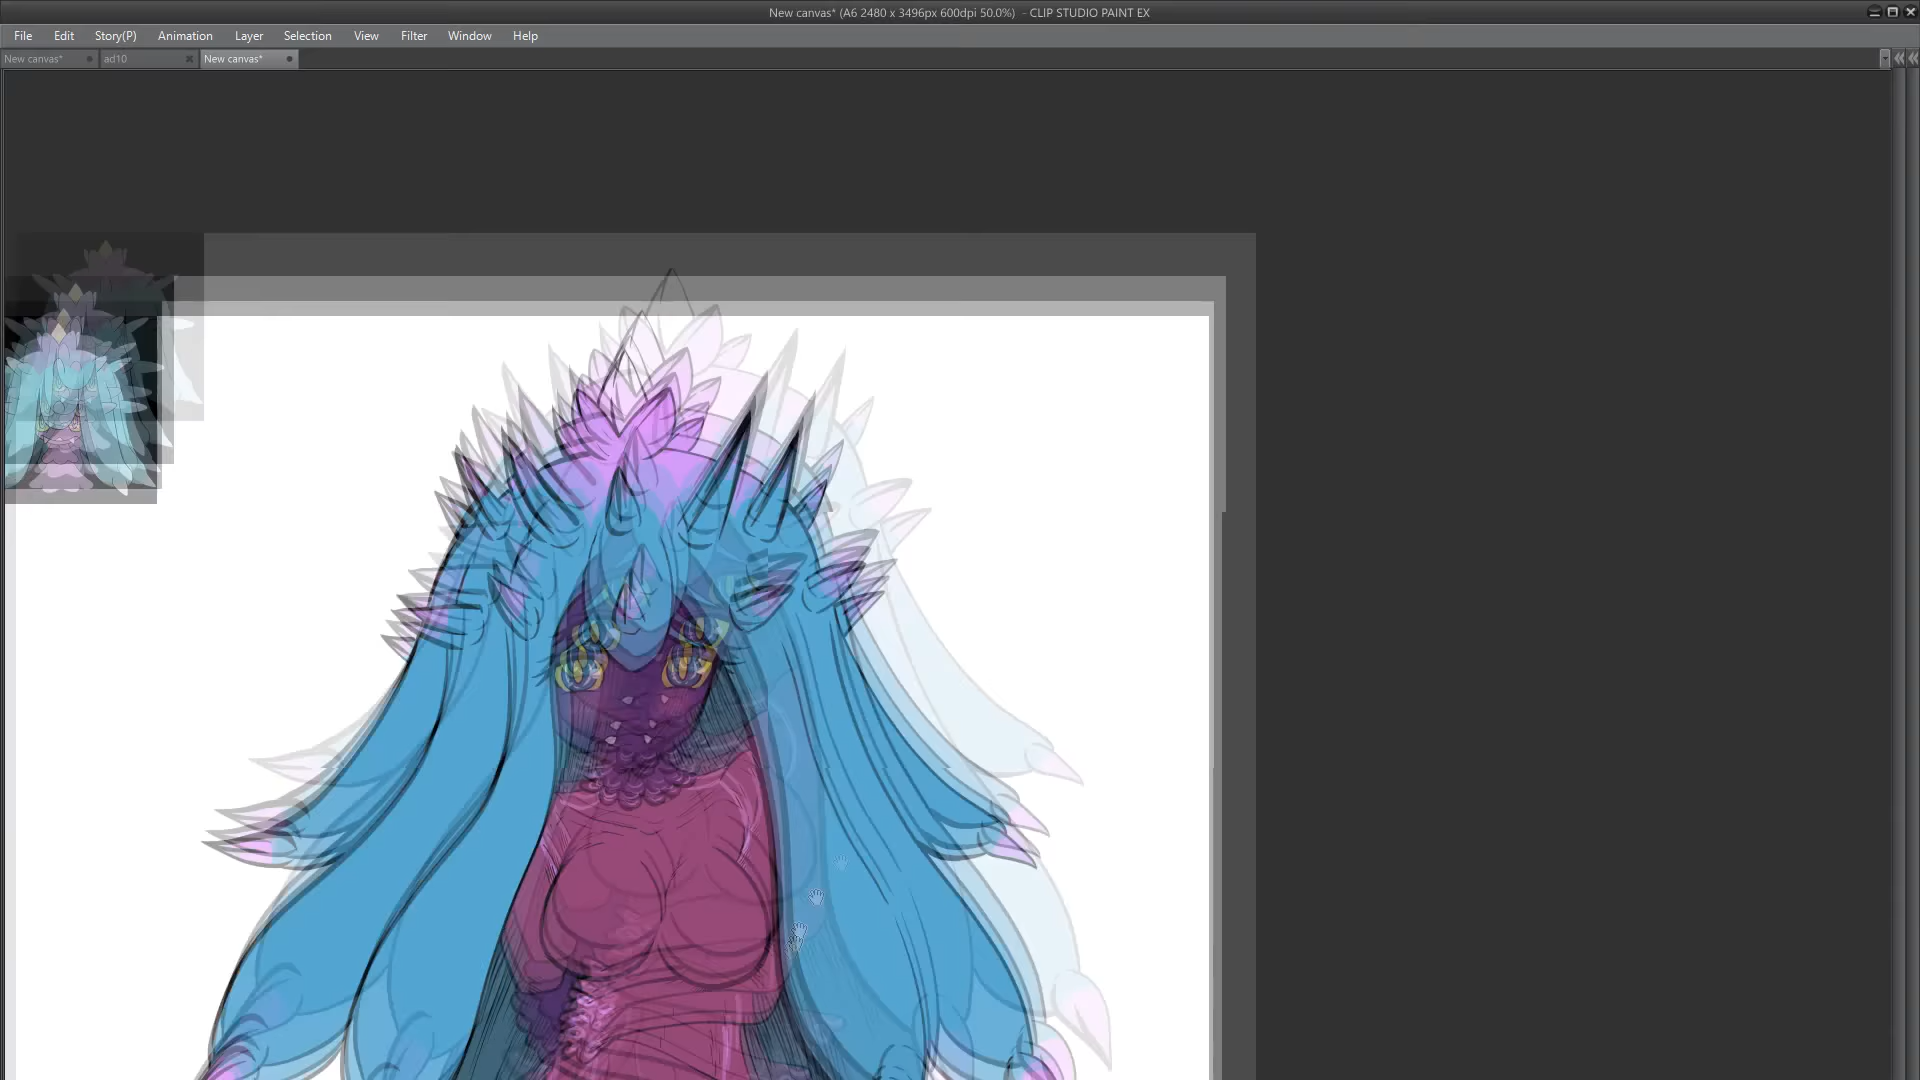 New canvas* (A6 2480 x 3496px 600dpi 50.0%)  - CLIP STUDIO PAINT EX
File Edit Story(P) Animation Layer Selection View Filter Window Help
New canvas* ad10 New canvas*